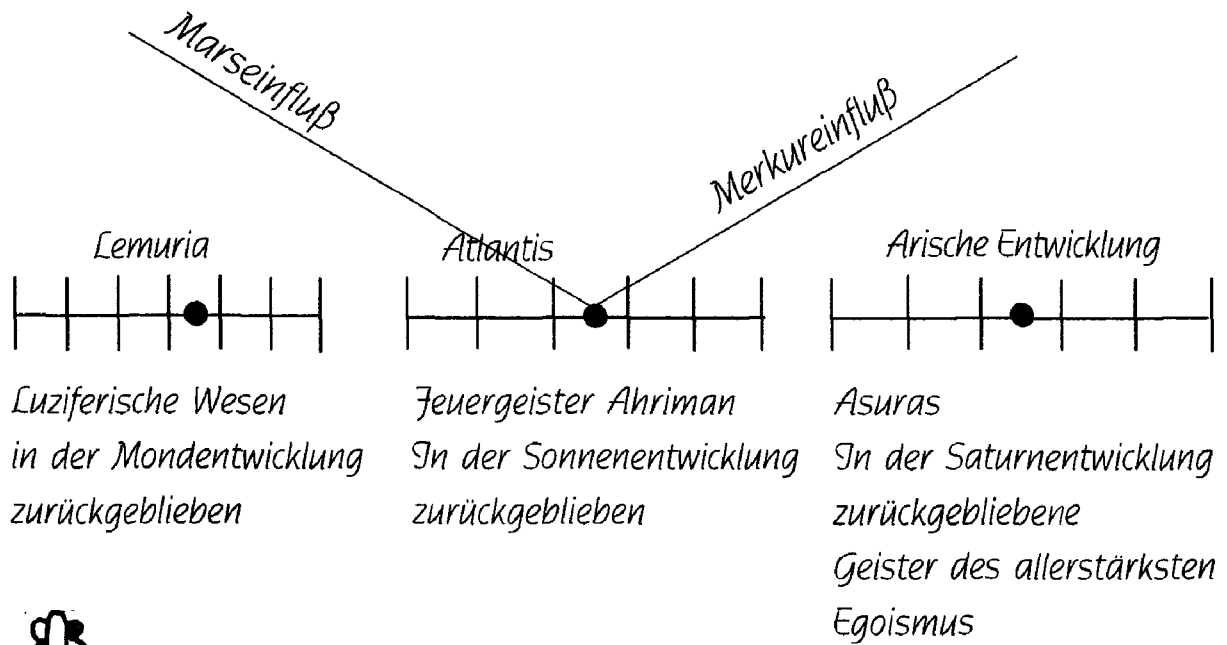 Marseinfluß
Merkureinfluß
Lemuria
Atlantis
Arische Entwicklung
Luziferische Wesen
in der Mondentwicklung
zurückgeblieben
Feuergeister Ahriman
In der Sonnenentwicklung
zurückgeblieben
Asuras
In der Saturnentwicklung
zurückgebliebene
Geister des allerstärksten
Egoismus